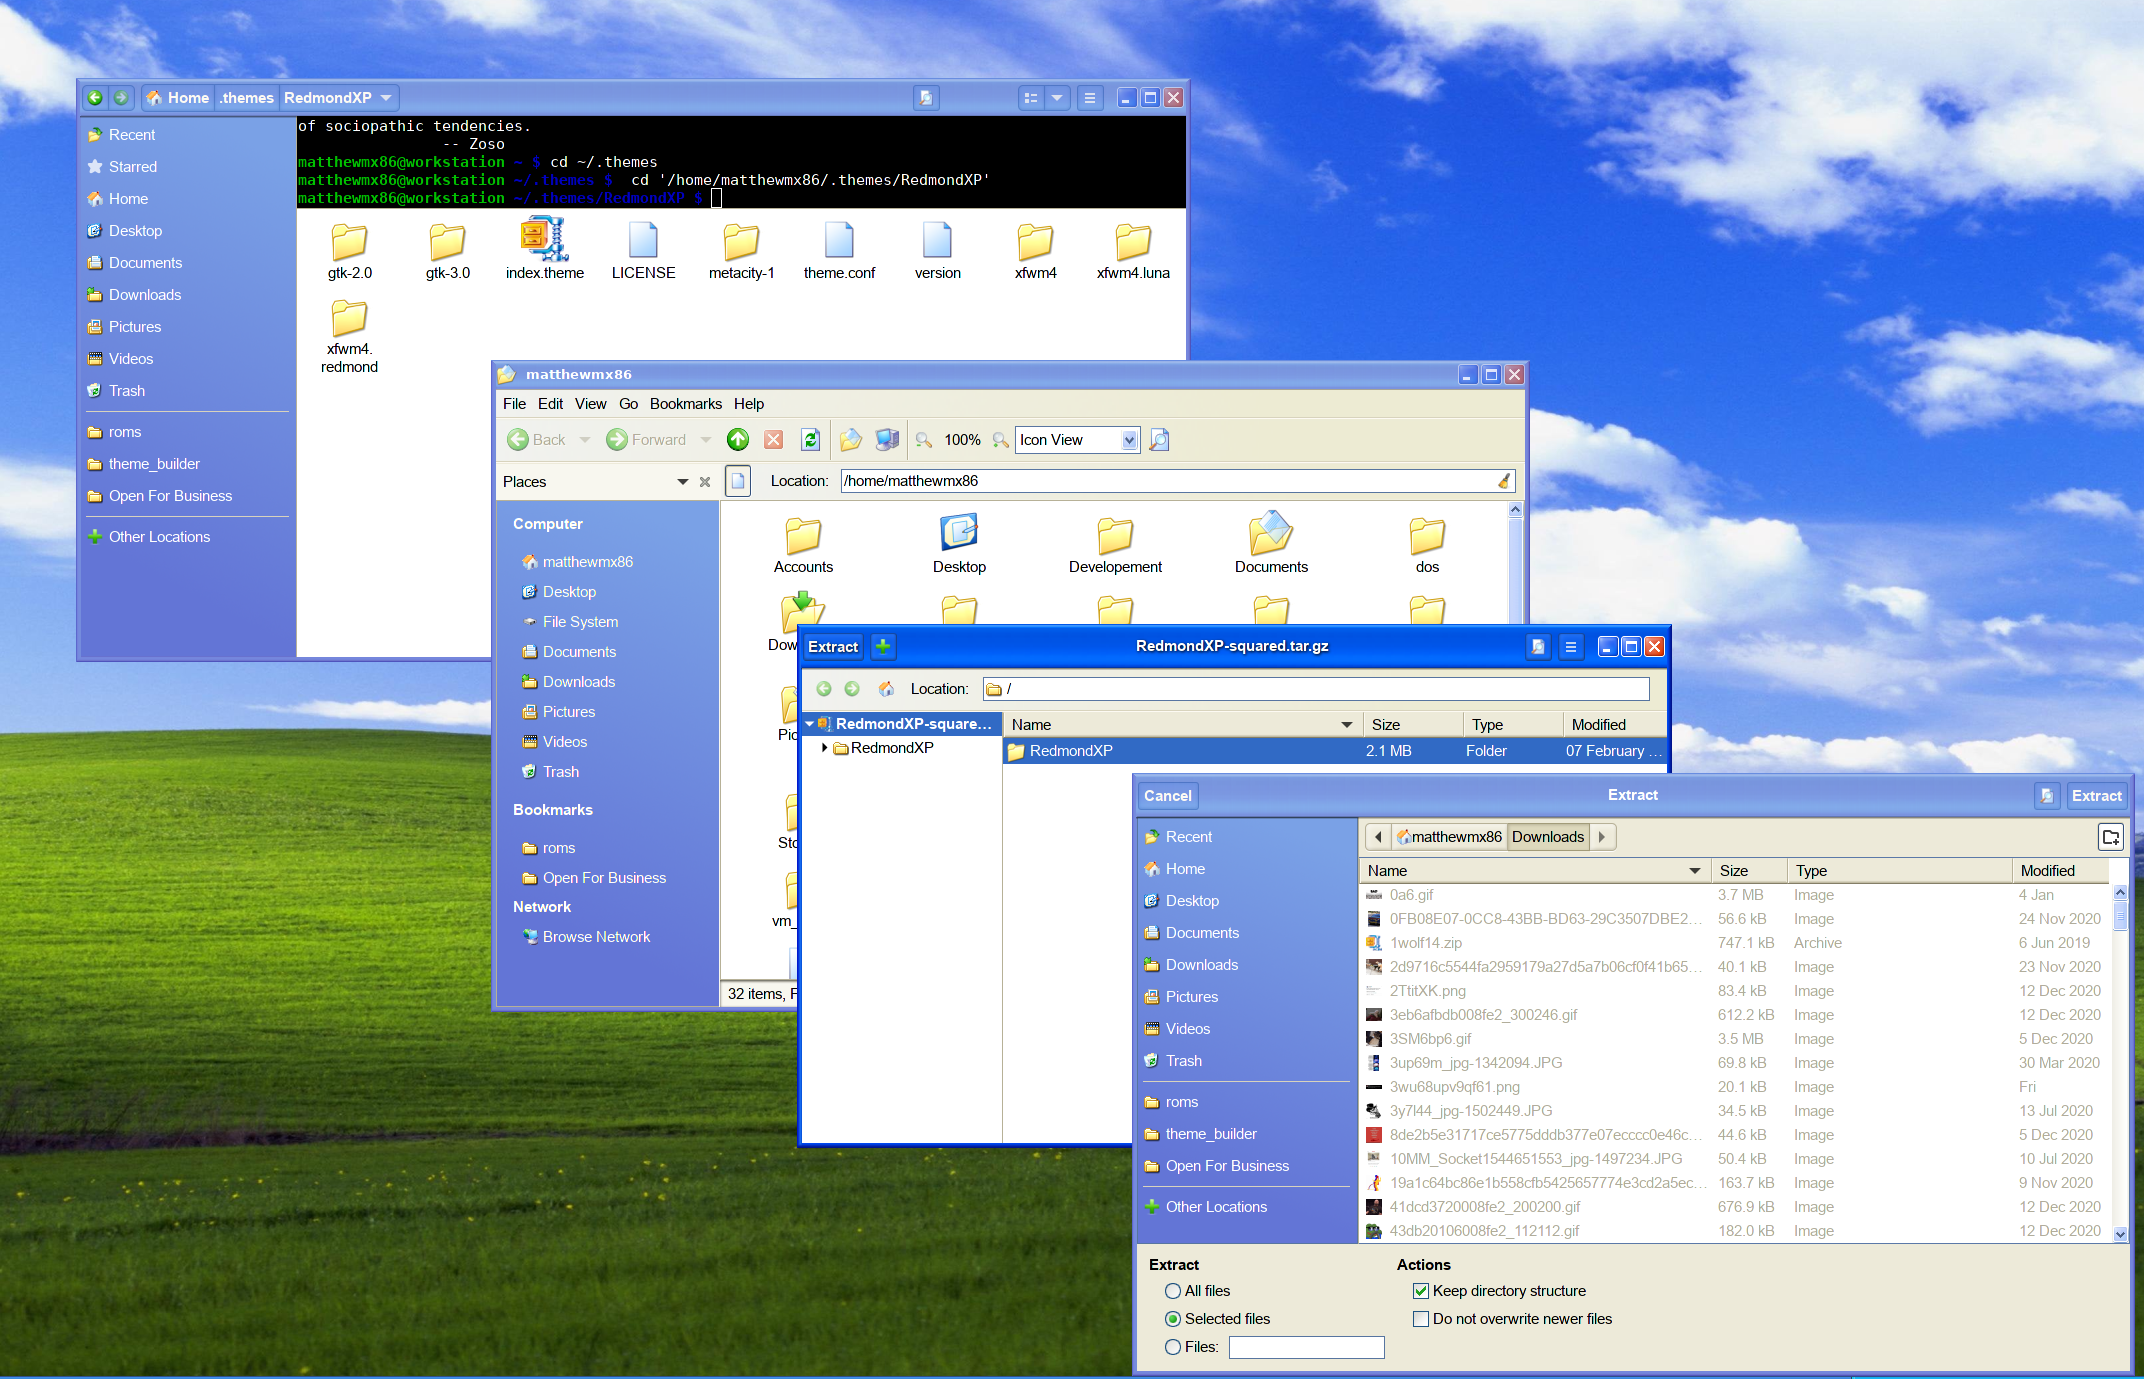 Home .themes RedmondXP
Recent
Starred
Home
Desktop
Documents
Downloads
Pictures
Videos
Trash
roms
theme_builder
Open For Business
Other Locations
of sociopathic tendencies.
-- Zoso
matthewmx86@workstation ~ $ cd ~/.themes
matthewmx86@workstation ~/.themes $ cd '/home/matthewmx86/.themes/RedmondXP'
matthewmx86@workstation ~/.themes/RedmondXP $
gtk-2.0 gtk-3.0 index.theme LICENSE metacity-1 theme.conf version xfwm4 xfwm4.luna
xfwm4.
redmond
matthewmx86
File Edit View Go Bookmarks Help
Back Forward 100% Icon View
Places Location: /home/matthewmx86
Computer
matthewmx86
Desktop
File System
Documents
Downloads
Pictures
Videos
Trash
Bookmarks
roms
Open For Business
Network
Browse Network
Accounts Desktop Developement Documents dos
Dow
Pic
Sto
vm_
32 items, F
Extract RedmondXP-squared.tar.gz
Location: /
RedmondXP-square...
RedmondXP
Name Size Type Modified
RedmondXP 2.1 MB Folder 07 February ...
Cancel Extract Extract
Recent
Home
Desktop
Documents
Downloads
Pictures
Videos
Trash
roms
theme_builder
Open For Business
Other Locations
matthewmx86 Downloads
Name Size Type Modified
0a6.gif 3.7 MB Image 4 Jan
0FB08E07-0CC8-43BB-BD63-29C3507DBE2... 56.6 kB Image 24 Nov 2020
1wolf14.zip 747.1 kB Archive 6 Jun 2019
2d9716c5544fa2959179a27d5a7b06cf0f41b65... 40.1 kB Image 23 Nov 2020
2TtitXK.png 83.4 kB Image 12 Dec 2020
3eb6afbdb008fe2_300246.gif 612.2 kB Image 12 Dec 2020
3SM6bp6.gif 3.5 MB Image 5 Dec 2020
3up69m_jpg-1342094.JPG 69.8 kB Image 30 Mar 2020
3wu68upv9qf61.png 20.1 kB Image Fri
3y7l44_jpg-1502449.JPG 34.5 kB Image 13 Jul 2020
8de2b5e31717ce5775dddb377e07ecccc0e46c... 44.6 kB Image 5 Dec 2020
10MM_Socket1544651553_jpg-1497234.JPG 50.4 kB Image 10 Jul 2020
19a1c64bc86e1b558cfb5425657774e3cd2a5ec... 163.7 kB Image 9 Nov 2020
41dcd3720008fe2_200200.gif 676.9 kB Image 12 Dec 2020
43db20106008fe2_112112.gif 182.0 kB Image 12 Dec 2020
Extract
All files
Selected files
Files:
Actions
Keep directory structure
Do not overwrite newer files